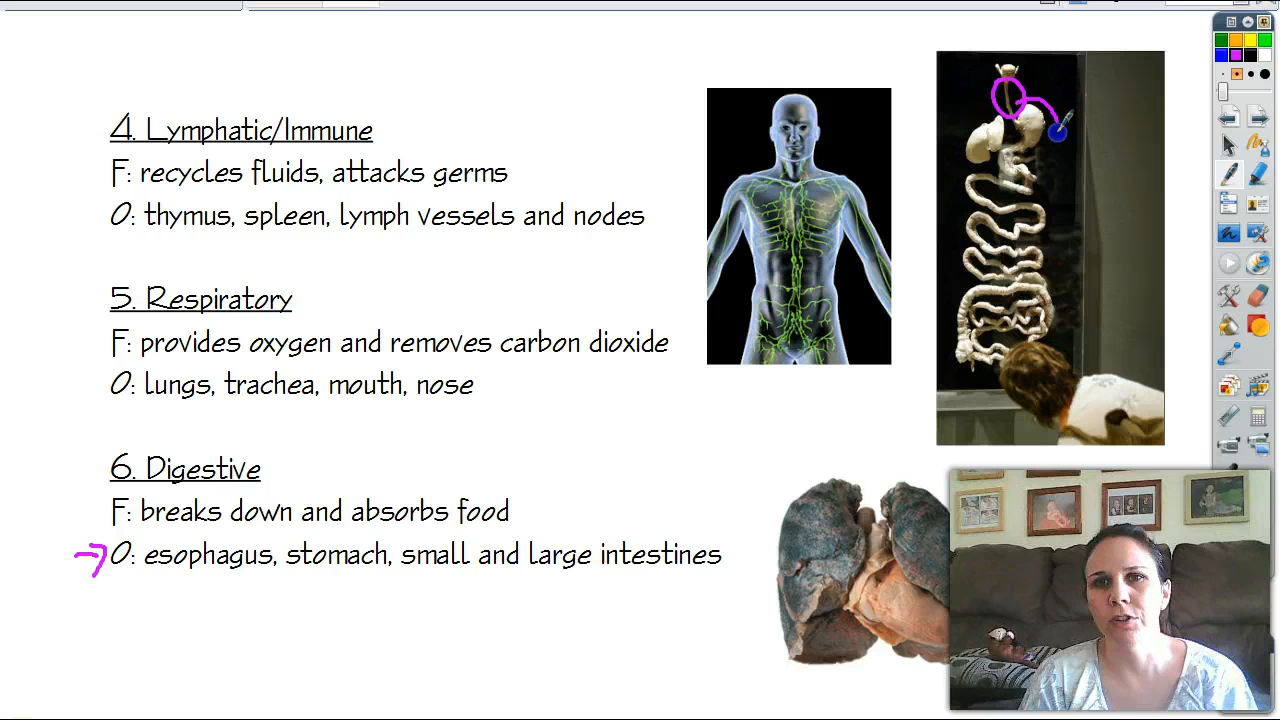 4. Lymphatic/Immune
F: recycles fluids, attacks germs
O: thymus, spleen, lymph vessels and nodes
5. Respiratory
F: provides oxygen and removes carbon dioxide
O: lungs, trachea, mouth, nose
6. Digestive
F: breaks down and absorbs food
O: esophagus, stomach, small and large intestines